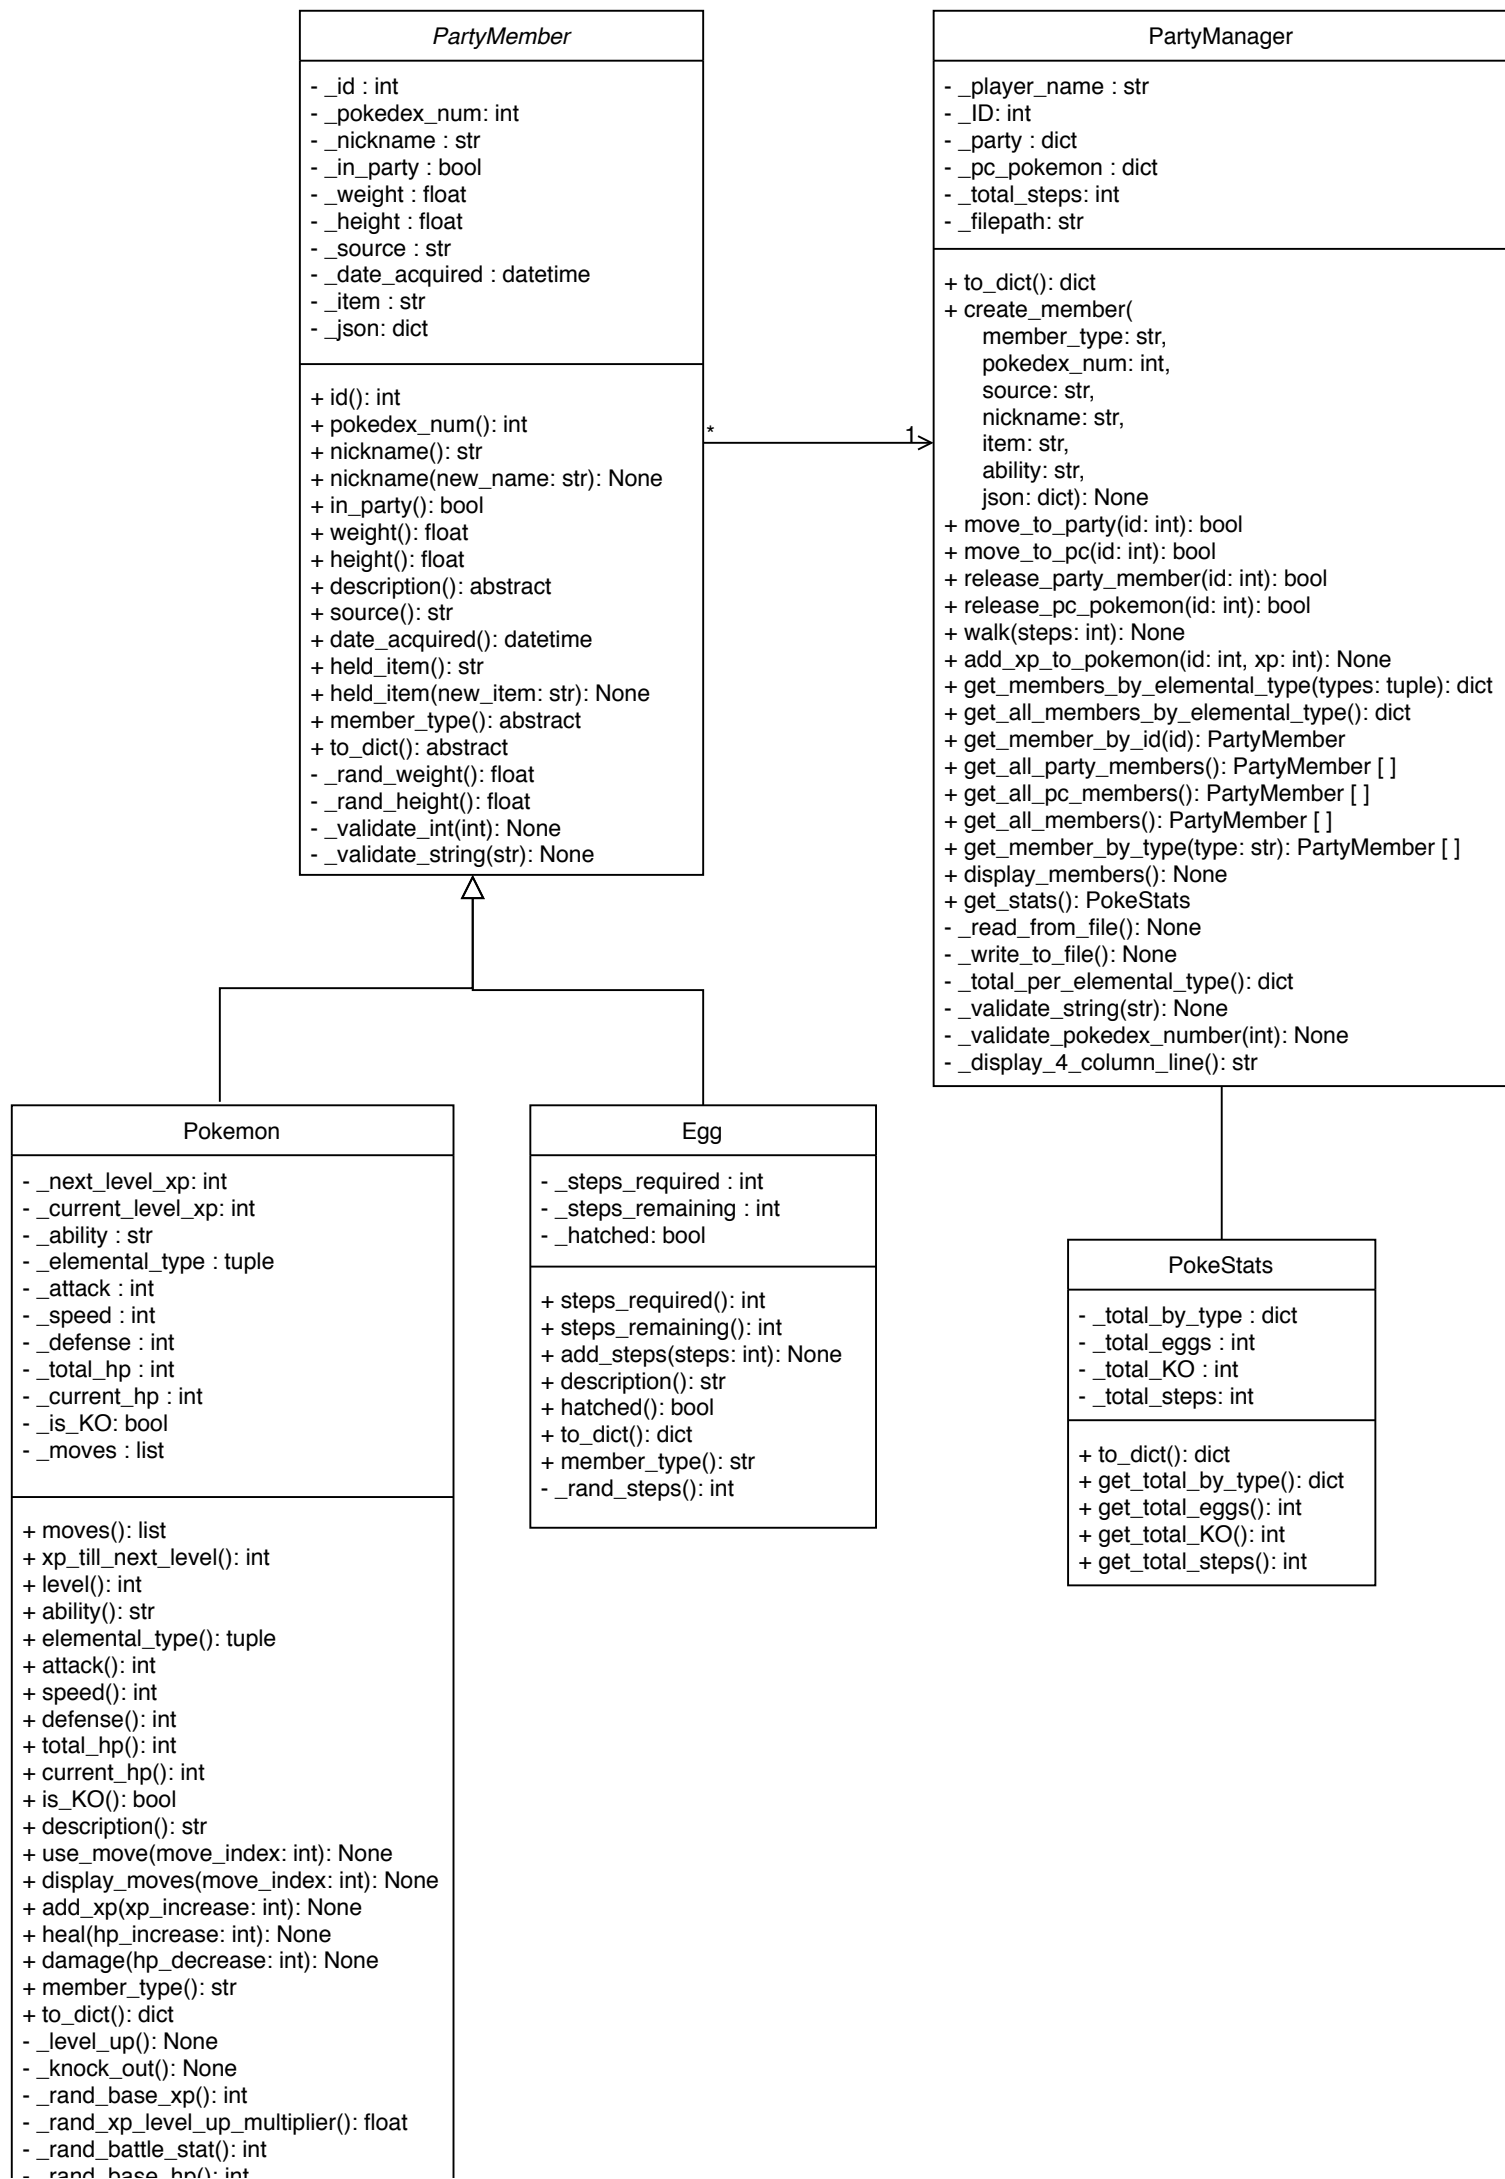 PartyMember
- _id : int
- _pokedex_num: int
- _nickname : str
- _in_party : bool
- _weight : float
- _height : float
- _source : str
- _date_acquired : datetime
- _item : str
- _json: dict
+ id(): int
+ pokedex_num(): int
+ nickname(): str
+ nickname(new_name: str): None
+ in_party(): bool
+ weight(): float
+ height(): float
+ description(): abstract
+ source(): str
+ date_acquired(): datetime
+ held_item(): str
+ held_item(new_item: str): None
+ member_type(): abstract
+ to_dict(): abstract
- _rand_weight(): float
- _rand_height(): float
- _validate_int(int): None
- _validate_string(str): None
*
1
PartyManager
- _player_name : str
- _ID: int
- _party : dict
- _pc_pokemon : dict
- _total_steps: int
- _filepath: str
+ to_dict(): dict
+ create_member(
member_type: str,
pokedex_num: int,
source: str,
nickname: str,
item: str,
ability: str,
json: dict): None
+ move_to_party(id: int): bool
+ move_to_pc(id: int): bool
+ release_party_member(id: int): bool
+ release_pc_pokemon(id: int): bool
+ walk(steps: int): None
+ add_xp_to_pokemon(id: int, xp: int): None
+ get_members_by_elemental_type(types: tuple): dict
+ get_all_members_by_elemental_type(): dict
+ get_member_by_id(id): PartyMember
+ get_all_party_members(): PartyMember [ ]
+ get_all_pc_members(): PartyMember [ ]
+ get_all_members(): PartyMember [ ]
+ get_member_by_type(type: str): PartyMember [ ]
+ display_members(): None
+ get_stats(): PokeStats
- _read_from_file(): None
- _write_to_file(): None
- _total_per_elemental_type(): dict
- _validate_string(str): None
- _validate_pokedex_number(int): None
- _display_4_column_line(): str
Pokemon
- _next_level_xp: int
- _current_level_xp: int
- _ability : str
- _elemental_type : tuple
- _attack : int
- _speed : int
- _defense : int
- _total_hp : int
- _current_hp : int
- _is_KO: bool
- _moves : list
+ moves(): list
+ xp_till_next_level(): int
+ level(): int
+ ability(): str
+ elemental_type(): tuple
+ attack(): int
+ speed(): int
+ defense(): int
+ total_hp(): int
+ current_hp(): int
+ is_KO(): bool
+ description(): str
+ use_move(move_index: int): None
+ display_moves(move_index: int): None
+ add_xp(xp_increase: int): None
+ heal(hp_increase: int): None
+ damage(hp_decrease: int): None
+ member_type(): str
+ to_dict(): dict
- _level_up(): None
- _knock_out(): None
- _rand_base_xp(): int
- _rand_xp_level_up_multiplier(): float
- _rand_battle_stat(): int
- _rand_base_hp(): int
Egg
- _steps_required : int
- _steps_remaining : int
- _hatched: bool
+ steps_required(): int
+ steps_remaining(): int
+ add_steps(steps: int): None
+ description(): str
+ hatched(): bool
+ to_dict(): dict
+ member_type(): str
- _rand_steps(): int
PokeStats
- _total_by_type : dict
- _total_eggs : int
- _total_KO : int
- _total_steps: int
+ to_dict(): dict
+ get_total_by_type(): dict
+ get_total_eggs(): int
+ get_total_KO(): int
+ get_total_steps(): int